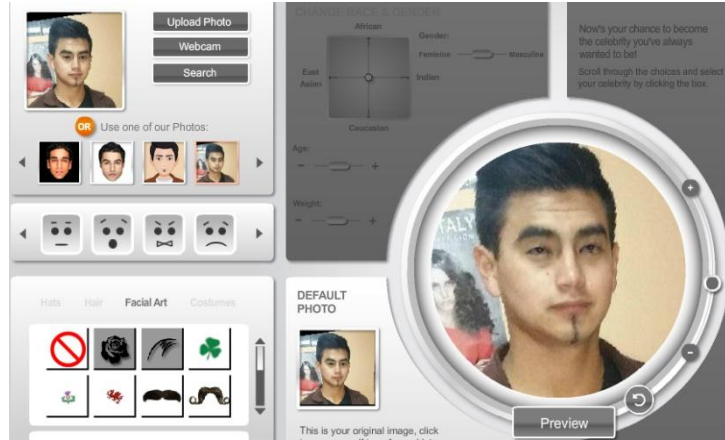 Upload Photo
Webcam
Search
OR Use one of our Photos:
Hats Hair Facial Art Costumes
CHANGE RACE & GENDER
African
Gender:
Feminine Masculine
East
Asian
Indian
Caucasian
Age:
- +
Weight:
- +
DEFAULT
PHOTO
This is your original image, click
Now's your chance to become
the celebrity you've always
wanted to be!
Scroll through the choices and select
your celebrity by clicking the box.
TALY
+
-
Preview